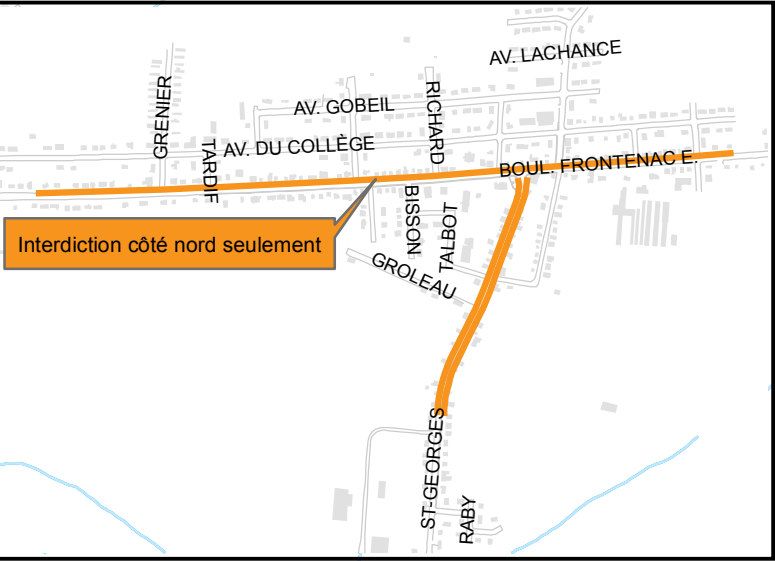 AV. LACHANCE
GRENIER
AV. GOBEIL
RICHARD
TARDIF
AV. DU COLLÈGE
BOUL. FRONTENAC E.
Interdiction côté nord seulement
BISSON
TALBOT
GROLEAU
ST-GEORGES
RABY